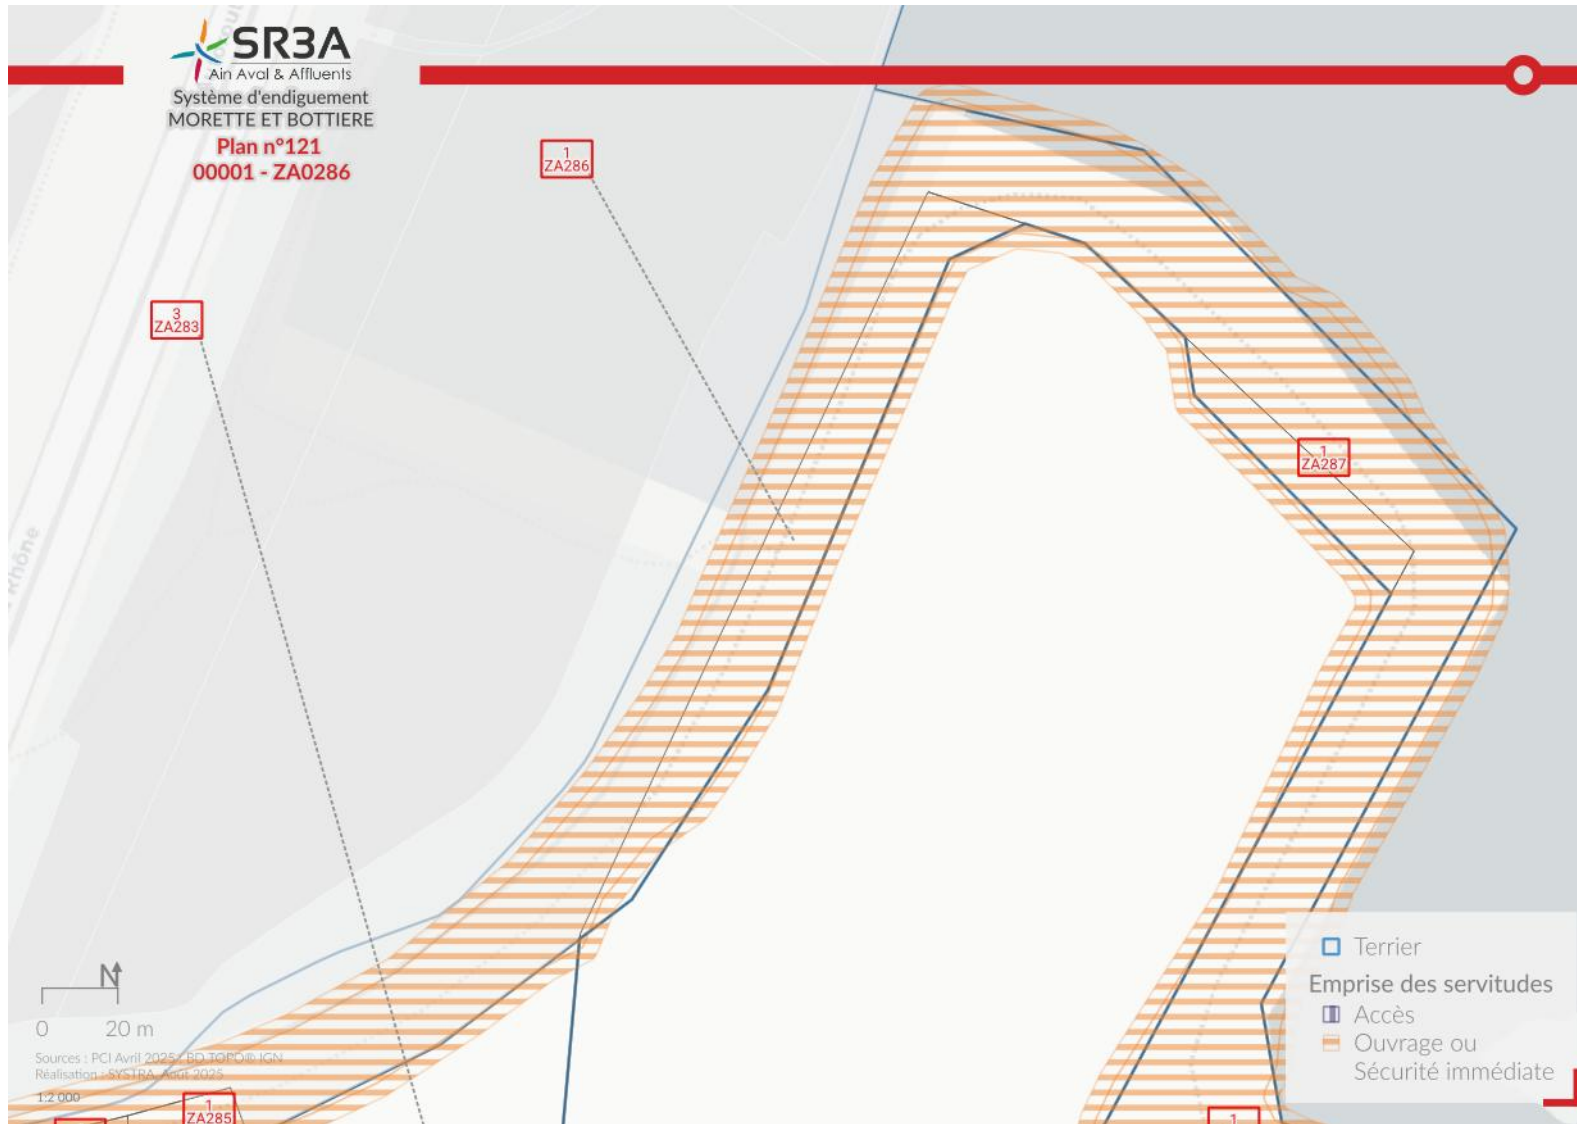 SR3A
Ain Aval & Affluents
Système d'endiguement
MORETTE ET BOTTIERE
Plan n°121
00001 - ZA0286
1
ZA286
3
ZA283
1
ZA287
Rhône
N
0 20 m
Sources : PCI Avril 2025 / BD TOPO® IGN
Réalisation : SYSTRA, Août 2025
1:2 000
1
ZA285
1
Terrier
Emprise des servitudes
Accès
Ouvrage ou
Sécurité immédiate